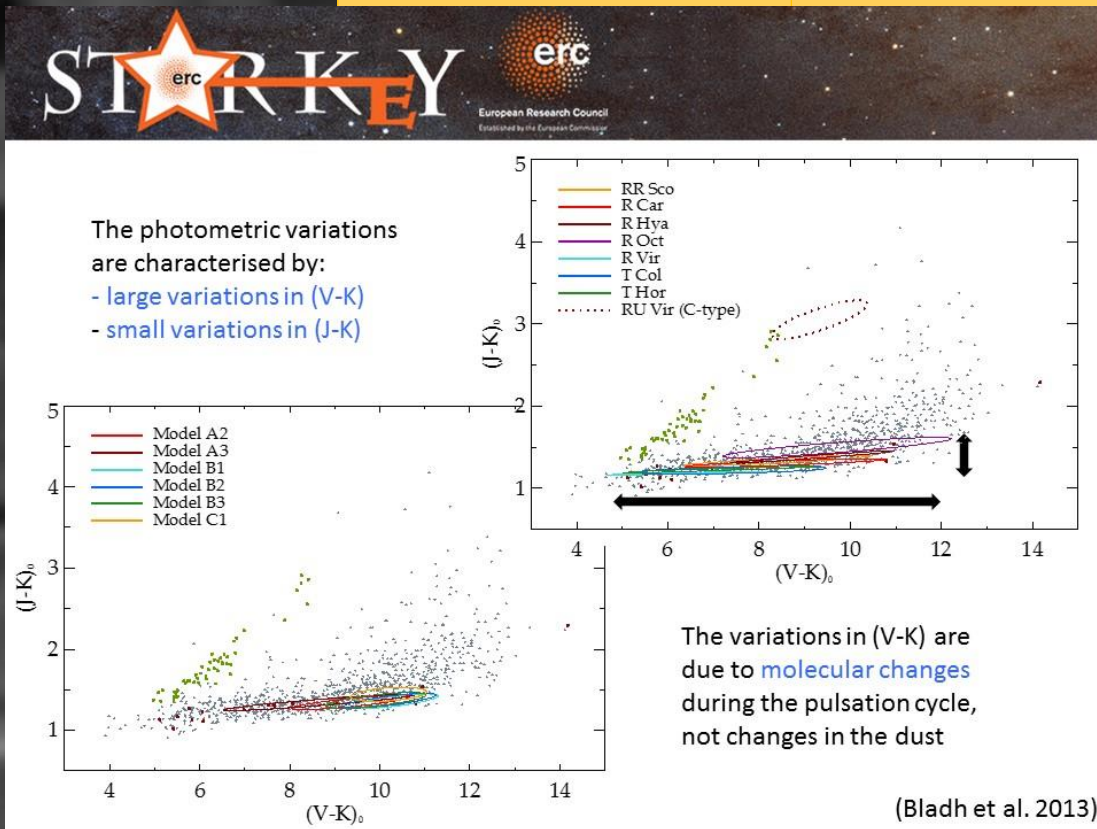 STARKEY
erc
erc
European Research Council
Established by the European Commission
The photometric variations
are characterised by:
- large variations in (V-K)
- small variations in (J-K)
5
4
3
2
1
(J-K)₀
RR Sco
R Car
R Hya
R Oct
R Vir
T Col
T Hor
RU Vir (C-type)
4 6 8 10 12 14
(V-K)₀
5
4
3
2
1
(J-K)₀
Model A2
Model A3
Model B1
Model B2
Model B3
Model C1
4 6 8 10 12 14
(V-K)₀
The variations in (V-K) are
due to molecular changes
during the pulsation cycle,
not changes in the dust
(Bladh et al. 2013)